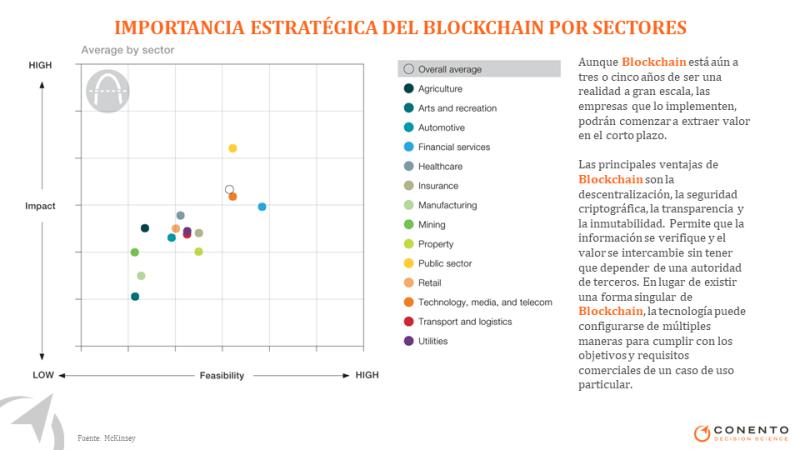 IMPORTANCIA ESTRATÉGICA DEL BLOCKCHAIN POR SECTORES
Average by sector
HIGH
Impact
LOW
Feasibility
HIGH
Overall average
Agriculture
Arts and recreation
Automotive
Financial services
Healthcare
Insurance
Manufacturing
Mining
Property
Public sector
Retail
Technology, media, and telecom
Transport and logistics
Utilities
Aunque Blockchain está aún a
tres o cinco años de ser una
realidad a gran escala, las
empresas que lo implementen,
podrán comenzar a extraer valor
en el corto plazo.
Las principales ventajas de
Blockchain son la
descentralización, la seguridad
criptográfica, la transparencia y
la inmutabilidad. Permite que la
información se verifique y el
valor se intercambie sin tener
que depender de una autoridad
de terceros. En lugar de existir
una forma singular de
Blockchain, la tecnología puede
configurarse de múltiples
maneras para cumplir con los
objetivos y requisitos
comerciales de un caso de uso
particular.
Fuente: McKinsey
CONENTO
DECISION SCIENCE